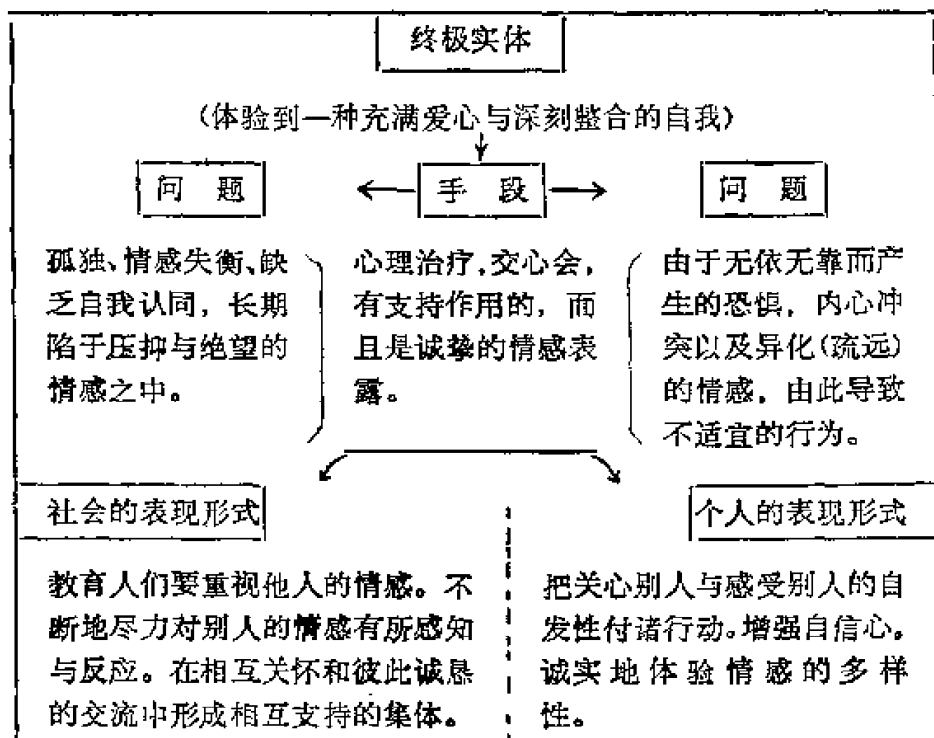 终极实体
(体验到一种充满爱心与深刻整合的自我)
问 题
手 段
问 题
孤独、情感失衡、缺
乏自我认同，长期
陷于压抑与绝望的
情感之中。
心理治疗，交心会，
有支持作用的，而
且是诚挚的情感表
露。
由于无依无靠而产
生的恐惧，内心冲
突以及异化(疏远)
的情感，由此导致
不适宜的行为。
社会的表现形式
教育人们要重视他人的情感。不
断地尽力对别人的情感有所感知
与反应。在相互关怀和彼此诚恳
的交流中形成相互支持的集体。
个人的表现形式
把关心别人与感受别人的自
发性付诸行动。增强自信心。
诚实地体验情感的多样
性。